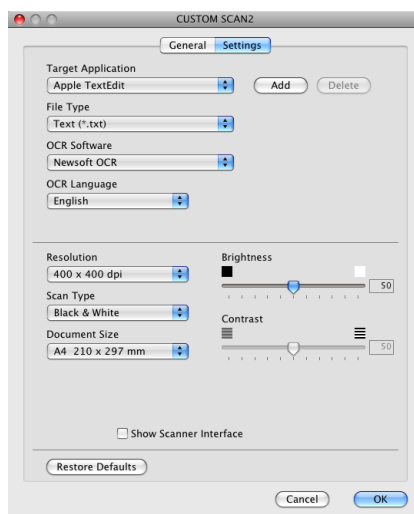 CUSTOM SCAN2
General Settings
Target Application
Apple TextEdit Add Delete
File Type
Text (*.txt)
OCR Software
Newsoft OCR
OCR Language
English
Resolution Brightness
400 x 400 dpi 50
Scan Type
Black & White Contrast
Document Size
A4 210 x 297 mm 50
Show Scanner Interface
Restore Defaults
Cancel OK